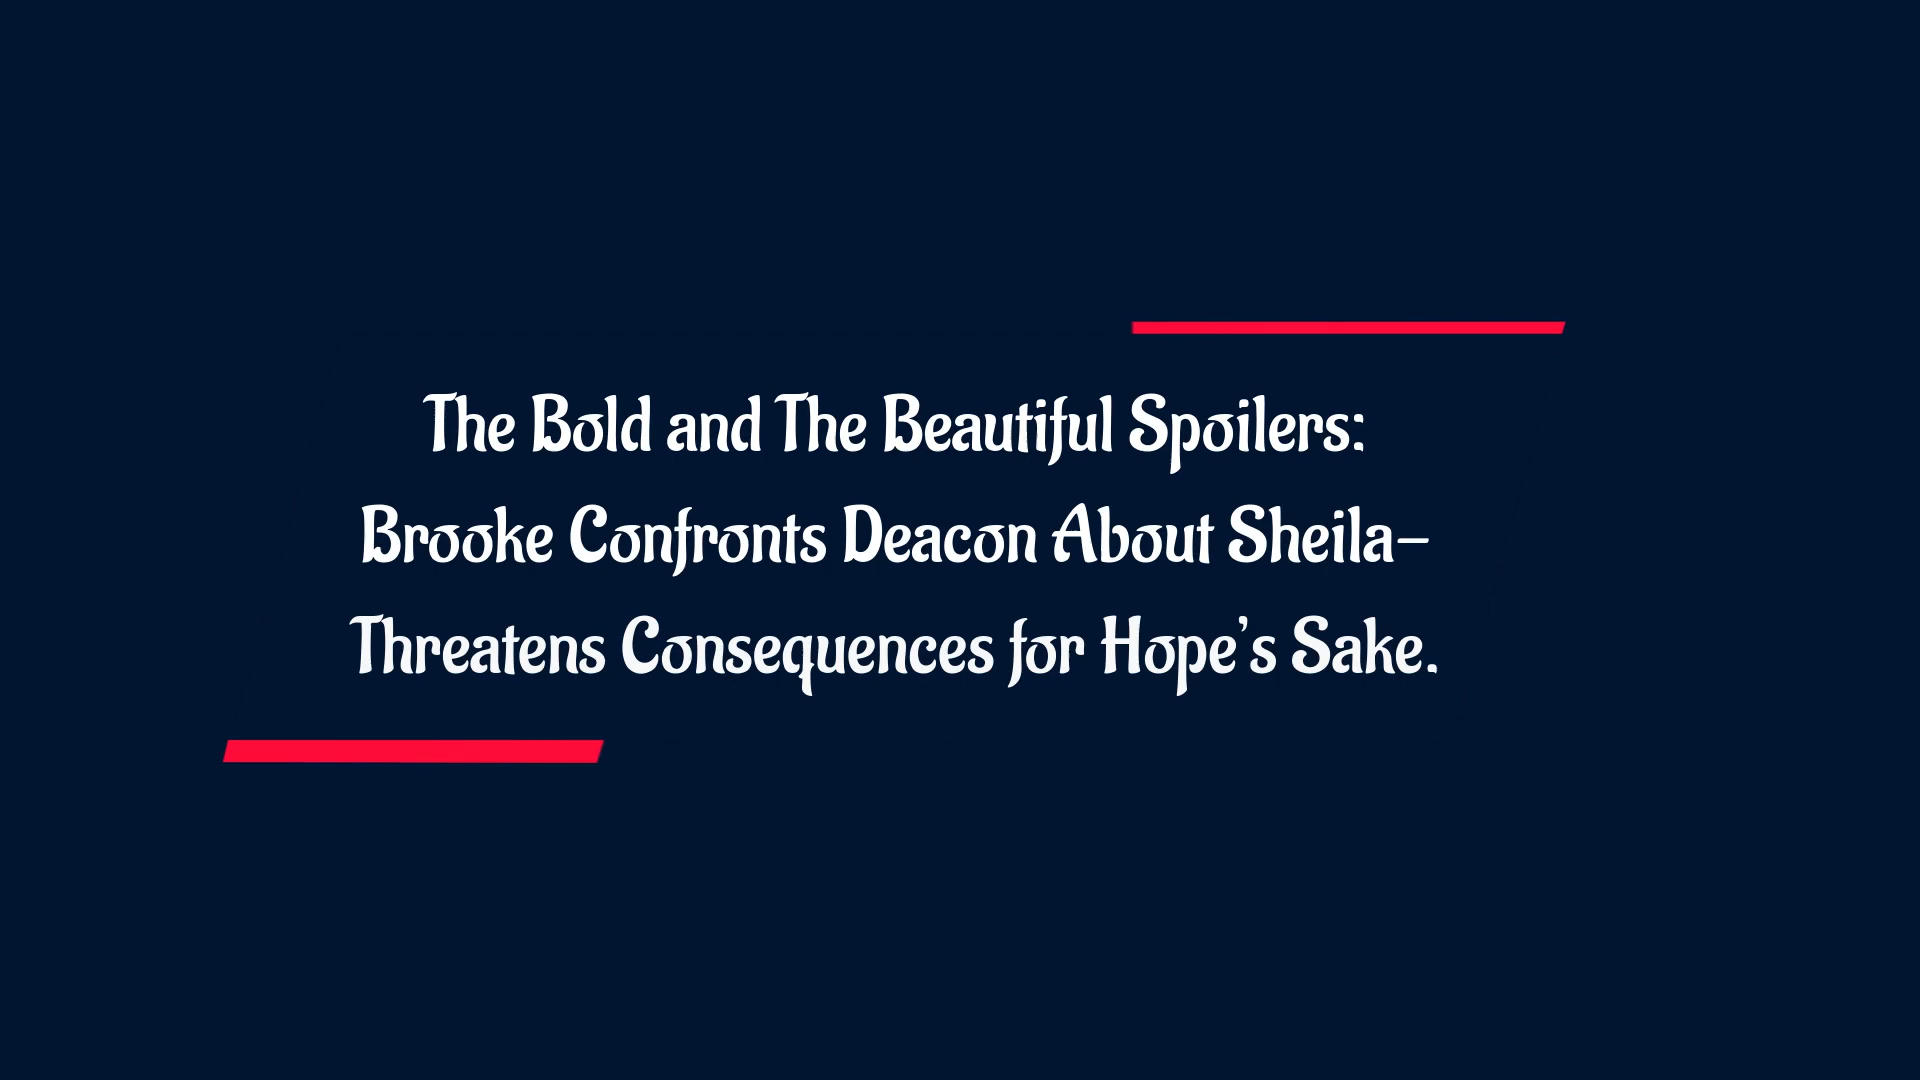 The Bold and The Beautiful Spoilers:
Brooke Confronts Deacon About Sheila–
Threatens Consequences for Hope’s Sake.